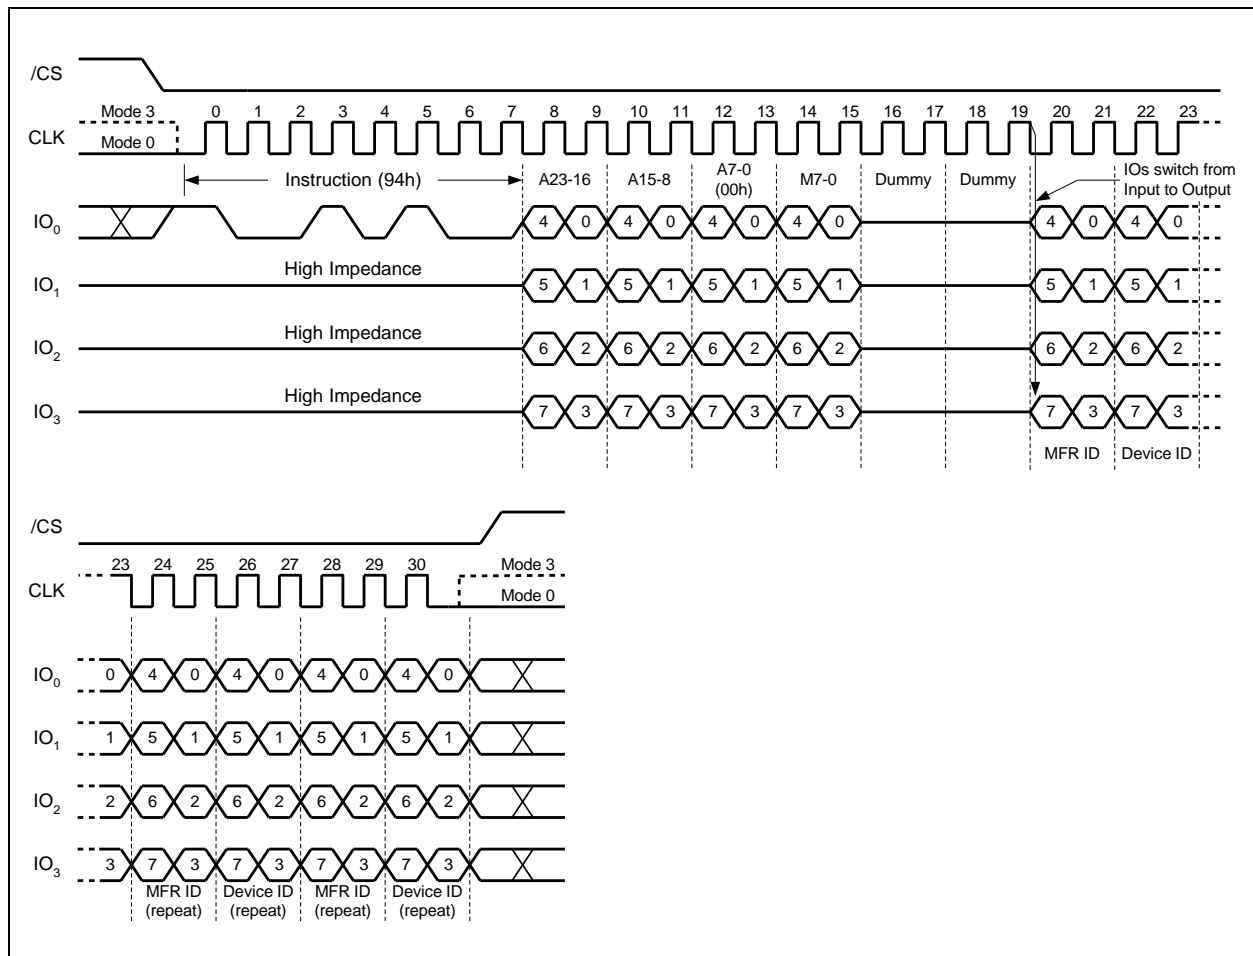 /CS
Mode 3 0 1 2 3 4 5 6 7 8 9 10 11 12 13 14 15 16 17 18 19 20 21 22 23
CLK Mode 0
Instruction (94h) A23-16 A15-8 A7-0 (00h) M7-0 Dummy Dummy IOs switch from Input to Output
IO0 4 0 4 0 4 0 4 0 4 0 4 0
High Impedance
IO1 5 1 5 1 5 1 5 1 5 1 5 1
High Impedance
IO2 6 2 6 2 6 2 6 2 6 2 6 2
High Impedance
IO3 7 3 7 3 7 3 7 3 7 3 7 3
MFR ID Device ID
/CS
23 24 25 26 27 28 29 30 Mode 3
CLK Mode 0
IO0 0 4 0 4 0 4 0 4 0
IO1 1 5 1 5 1 5 1 5 1
IO2 2 6 2 6 2 6 2 6 2
IO3 3 7 3 7 3 7 3 7 3
MFR ID Device ID MFR ID Device ID
(repeat) (repeat) (repeat) (repeat)